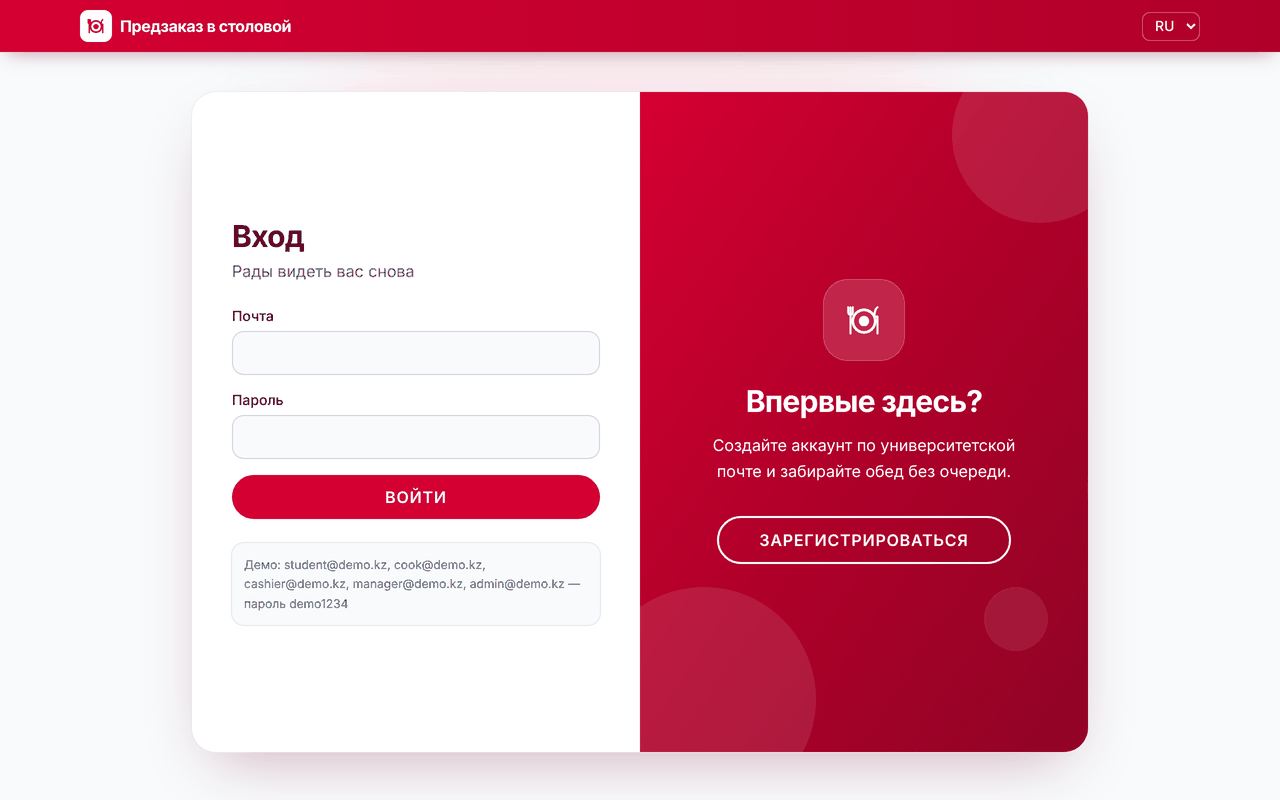 Предзаказ в столовой
RU
Вход
Рады видеть вас снова
Почта
Пароль
ВОЙТИ
Демо: student@demo.kz, cook@demo.kz,
cashier@demo.kz, manager@demo.kz, admin@demo.kz —
пароль demo1234
Впервые здесь?
Создайте аккаунт по университетской
почте и забирайте обед без очереди.
ЗАРЕГИСТРИРОВАТЬСЯ